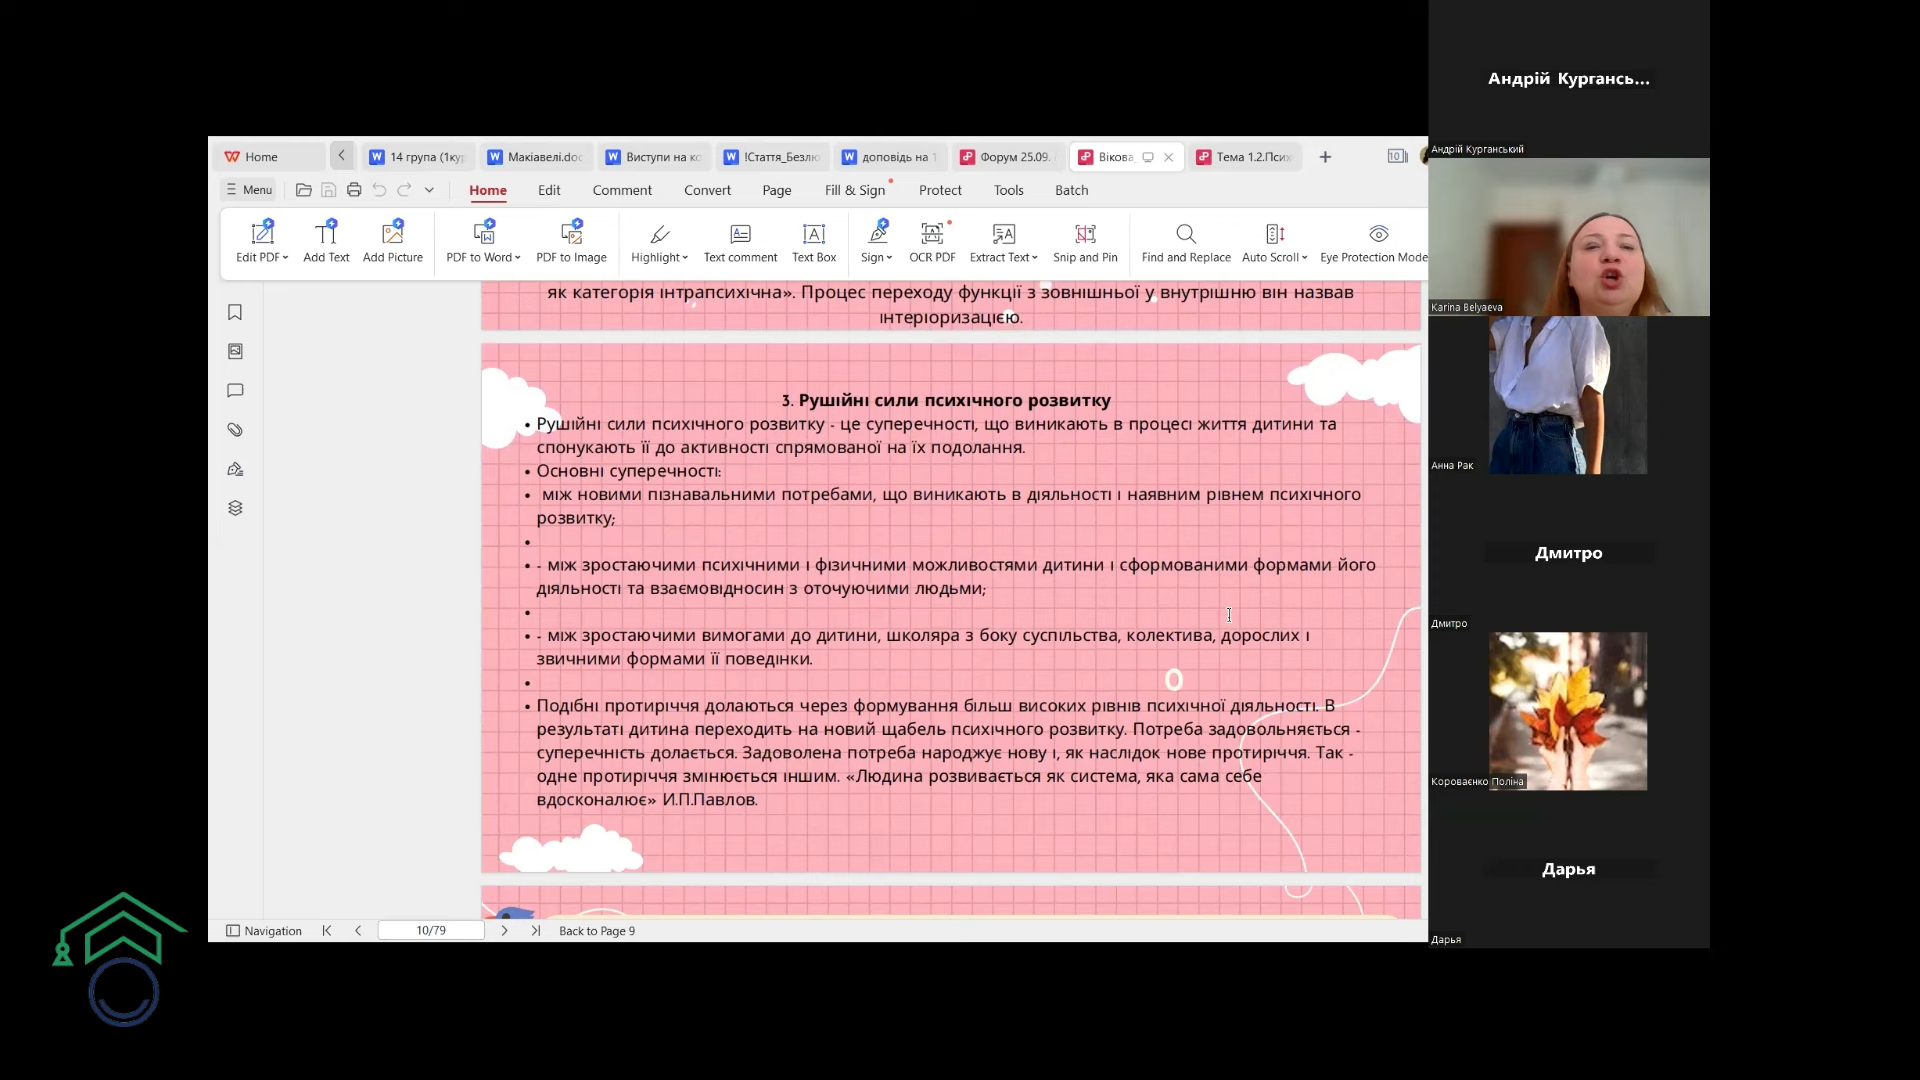 АндрійУргансь...
Андрій Курганський
Home
14 група (1кур
Макіавелі.doc
Виступи на ко
!Стаття_Безлю
доповідь на 1
Форум 25.09.
Вікова
Тема 1.2.Псих
Menu
Home
Edit
Comment
Convert
Page
Fill & Sign
Protect
Tools
Batch
Edit PDF
Add Text
Add Picture
PDF to Word
PDF to Image
Highlight
Text comment
Text Box
Sign
OCR PDF
Extract Text
Snip and Pin
Find and Replace
Auto Scroll
Eye Protection Mode
Karina Belyaeva
як категорія інтрапсихічна». Процес переходу функції з зовнішньої у внутрішню він назвав
інтеріоризацією.
3. Рушійні сили психічного розвитку
• Рушійні сили психічного розвитку - це суперечності, що виникають в процесі життя дитини та
спонукають її до активності спрямованої на їх подолання.
• Основні суперечності:
• між новими пізнавальними потребами, що виникають в діяльності і наявним рівнем психічного
розвитку;
•
• - між зростаючими психічними і фізичними можливостями дитини і сформованими формами його
діяльності та взаємовідносин з оточуючими людьми;
•
• - між зростаючими вимогами до дитини, школяра з боку суспільства, колектива, дорослих і
звичними формами її поведінки.
•
• Подібні протиріччя долаються через формування більш високих рівнів психічної діяльності. В
результаті дитина переходить на новий щабель психічного розвитку. Потреба задовольняється -
суперечність долається. Задоволена потреба народжує нову і, як наслідок нове протиріччя. Так -
одне протиріччя змінюється іншим. «Людина розвивається як система, яка сама себе
вдосконалює» И.П.Павлов.
Анна Рак
Дмитро
Дмитро
Короваєнко Поліна
Дарья
Дарья
Navigation
10/79
Back to Page 9